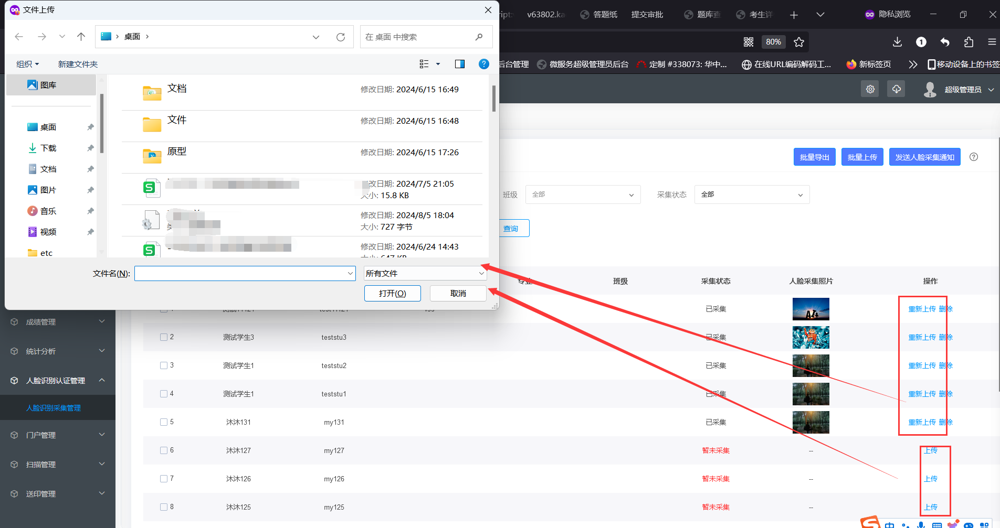 文件上传
v63802.ka
答题纸
提交审批
题库查
考生详
隐私浏览
桌面
在 桌面 中搜索
80%
1
组织
新建文件夹
后台管理
微服务超级管理员后台
定制 #338073: 华中...
在线URL编码解码工...
新标签页
移动设备上的书签
超级管理员
图库
桌面
下载
文档
图片
音乐
视频
etc
文档
修改日期: 2024/6/15 16:49
文件
修改日期: 2024/6/15 16:48
原型
修改日期: 2024/6/15 17:26
改日期: 2024/7/5 21:05
大小: 15.8 KB
修改日期: 2024/8/5 18:04
大小: 727 字节
修改日期: 2024/6/24 14:43
大小: 647 KB
文件名(N):
所有文件
打开(O)
取消
批量导出
批量上传
发送人脸采集通知
班级
全部
采集状态
全部
查询
专业
班级
采集状态
人脸采集照片
操作
已采集
重新上传 删除
2
测试学生3
teststu3
已采集
重新上传 删除
3
测试学生1
teststu2
已采集
重新上传 删除
4
测试学生1
teststu1
已采集
重新上传 删除
5
沐沐131
my131
已采集
重新上传 删除
6
沐沐127
my127
暂未采集
--
上传
7
沐沐126
my126
暂未采集
--
上传
8
沐沐125
my125
暂未采集
--
上传
成绩管理
统计分析
人脸识别认证管理
人脸识别采集管理
门户管理
扫描管理
送印管理
中